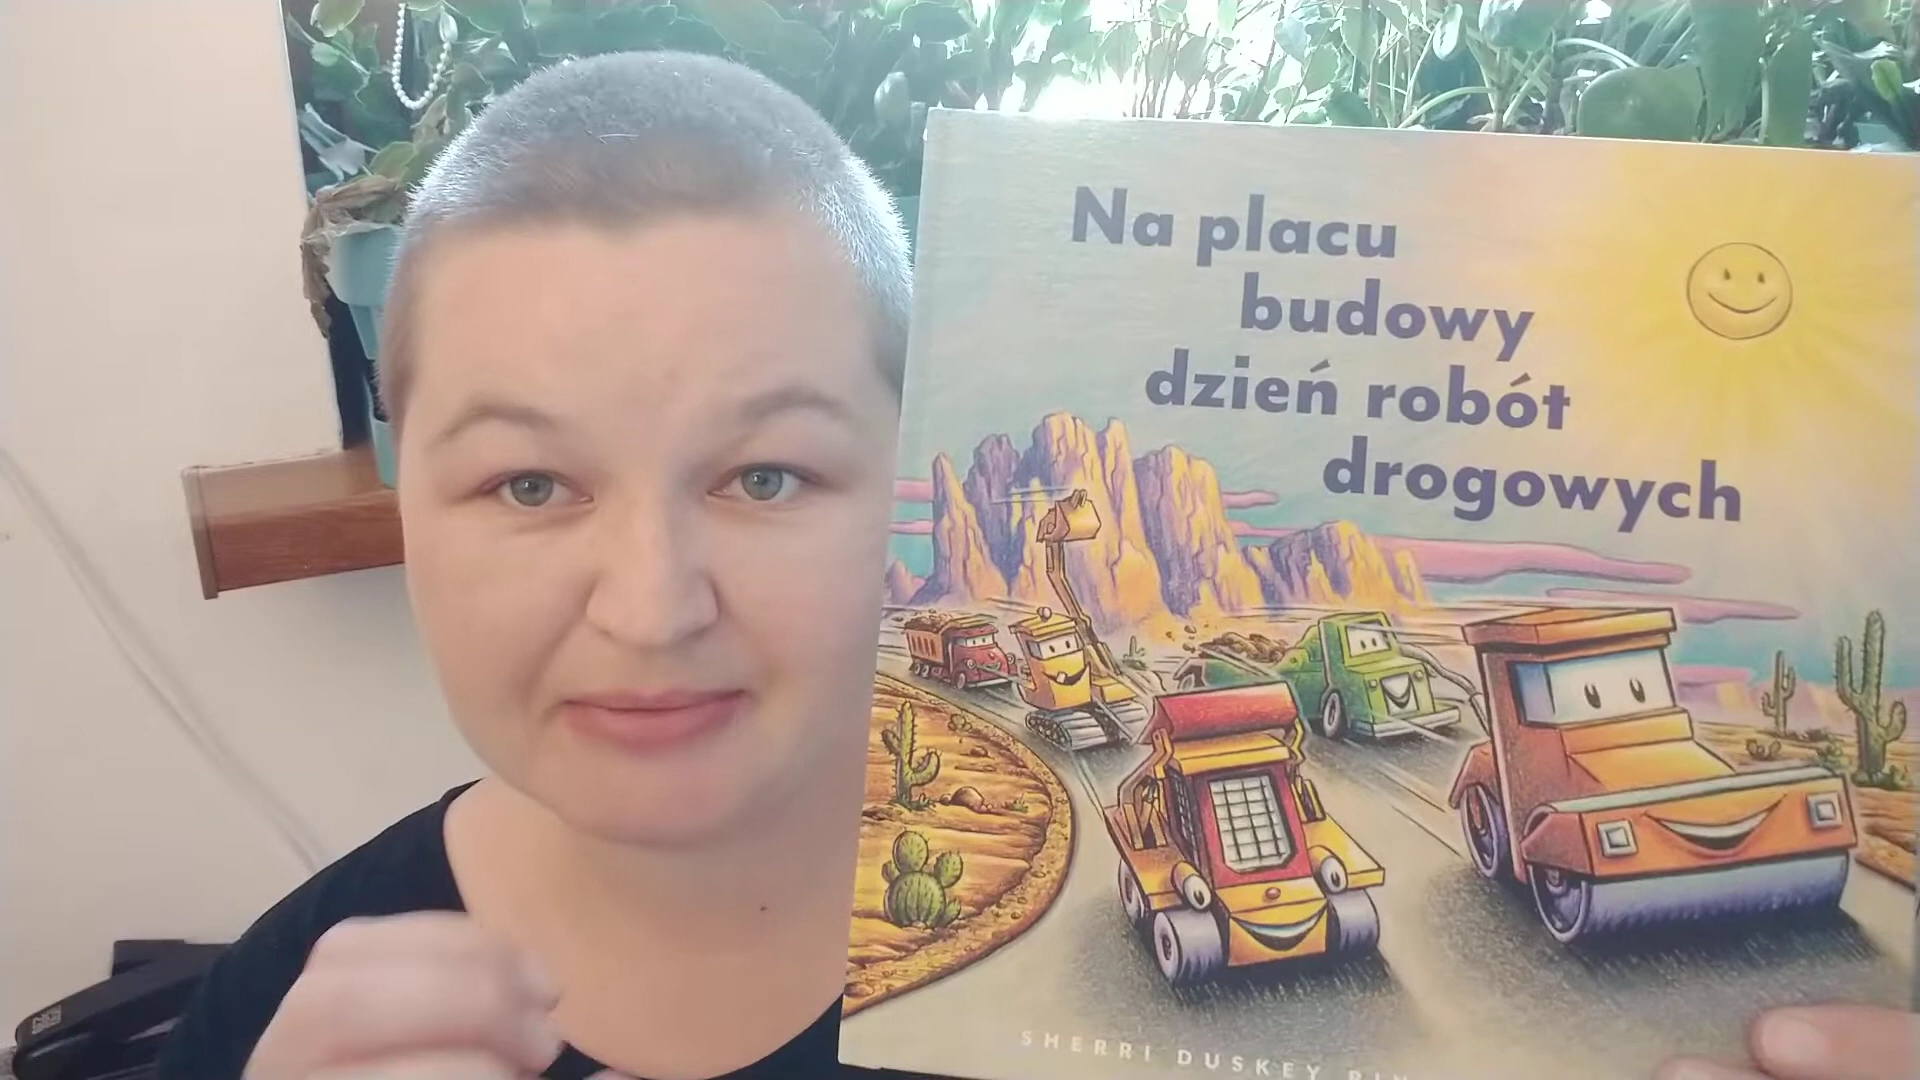 Na placu
budowy
dzień robót
drogowych
SHERRI DUSKEY